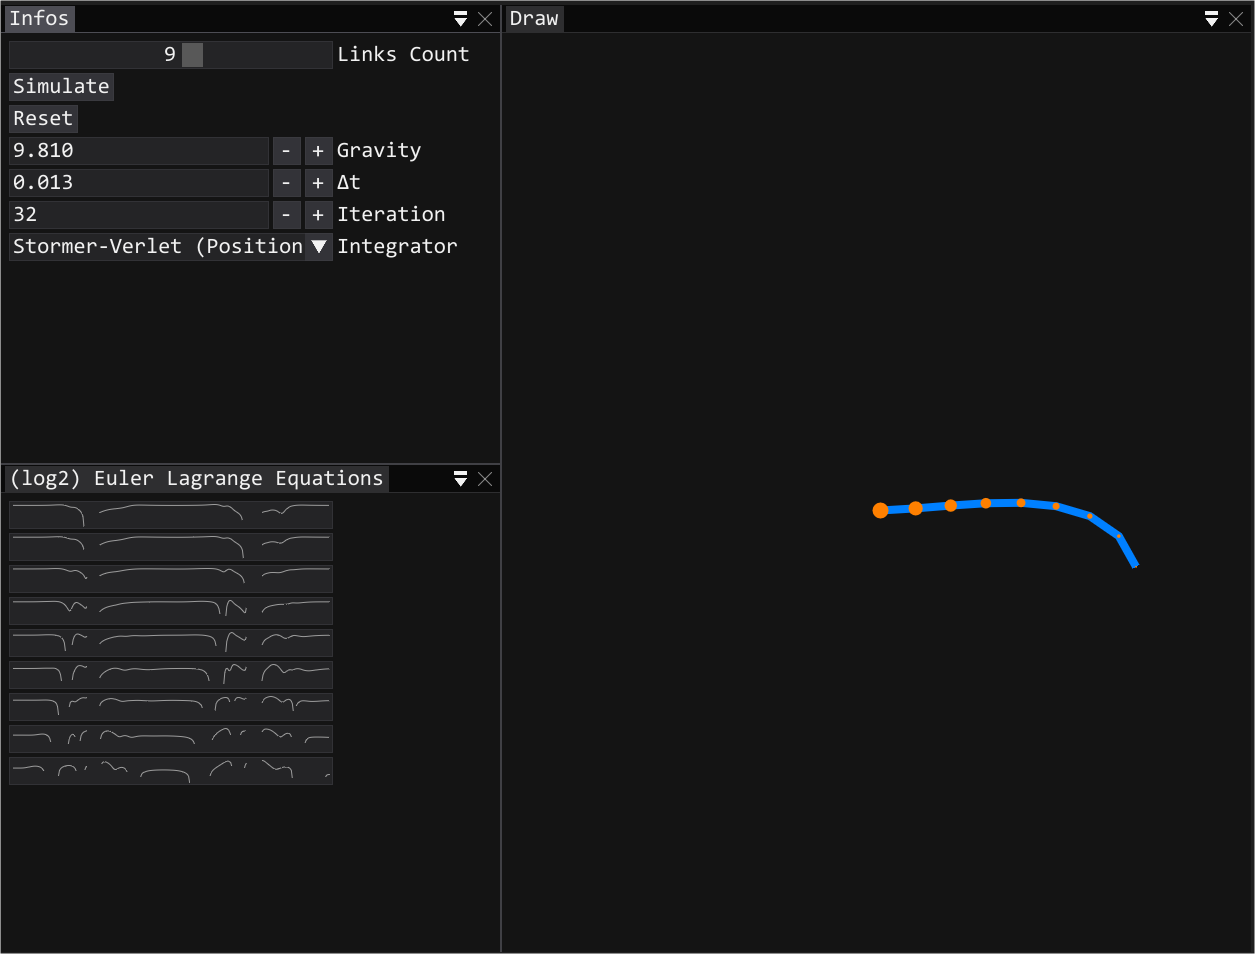 Infos
9 Links Count
Simulate
Reset
9.810 - + Gravity
0.013 - + Δt
32 - + Iteration
Stormer-Verlet (Position Integrator
(log2) Euler Lagrange Equations
Draw